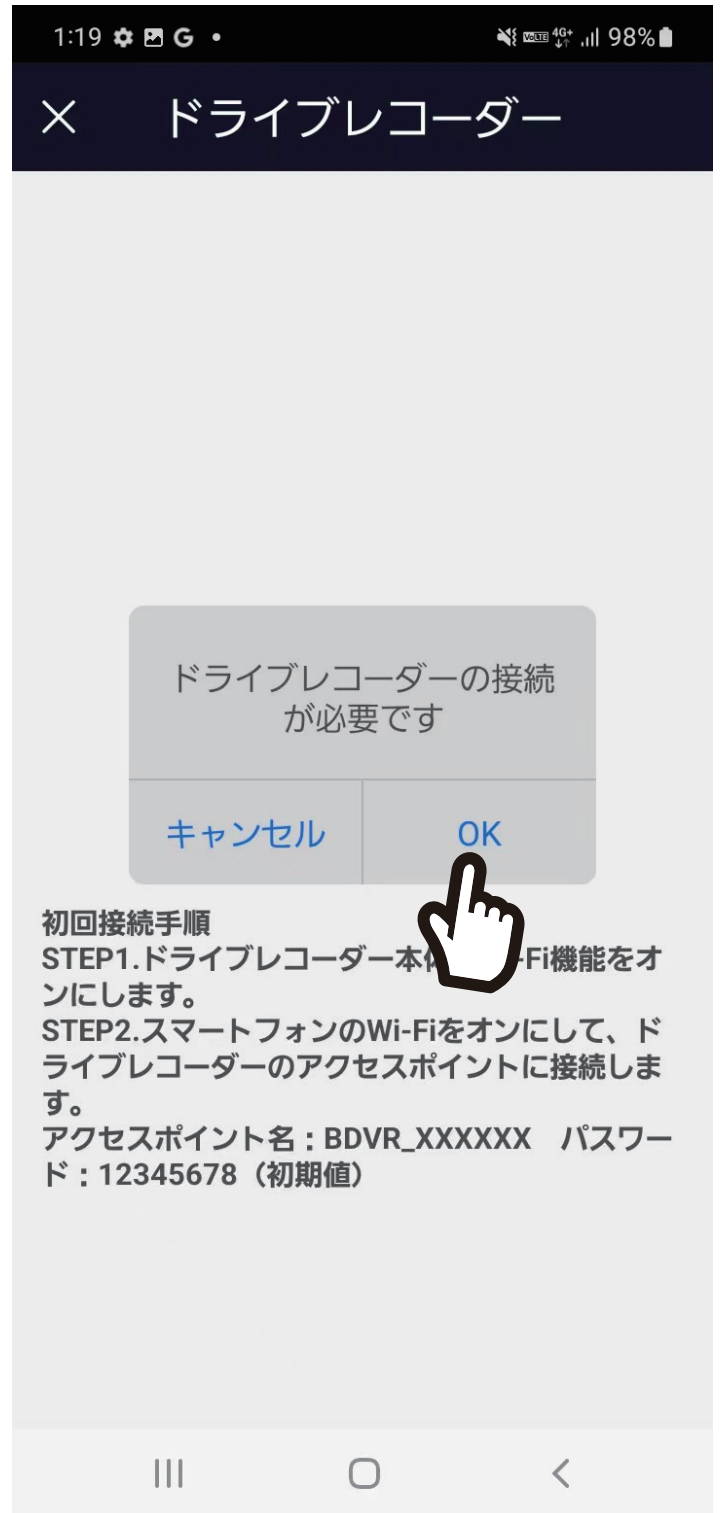 1:19 G • VoLTE 4G+ 98%
× ドライブレコーダー
ドライブレコーダーの接続
が必要です
キャンセル OK
初回接続手順
STEP1.ドライブレコーダー本 Fi機能をオ
ンにします。
STEP2.スマートフォンのWi-Fiをオンにして、ド
ライブレコーダーのアクセスポイントに接続しま
す。
アクセスポイント名：BDVR_XXXXXX　パスワー
ド：12345678（初期値）